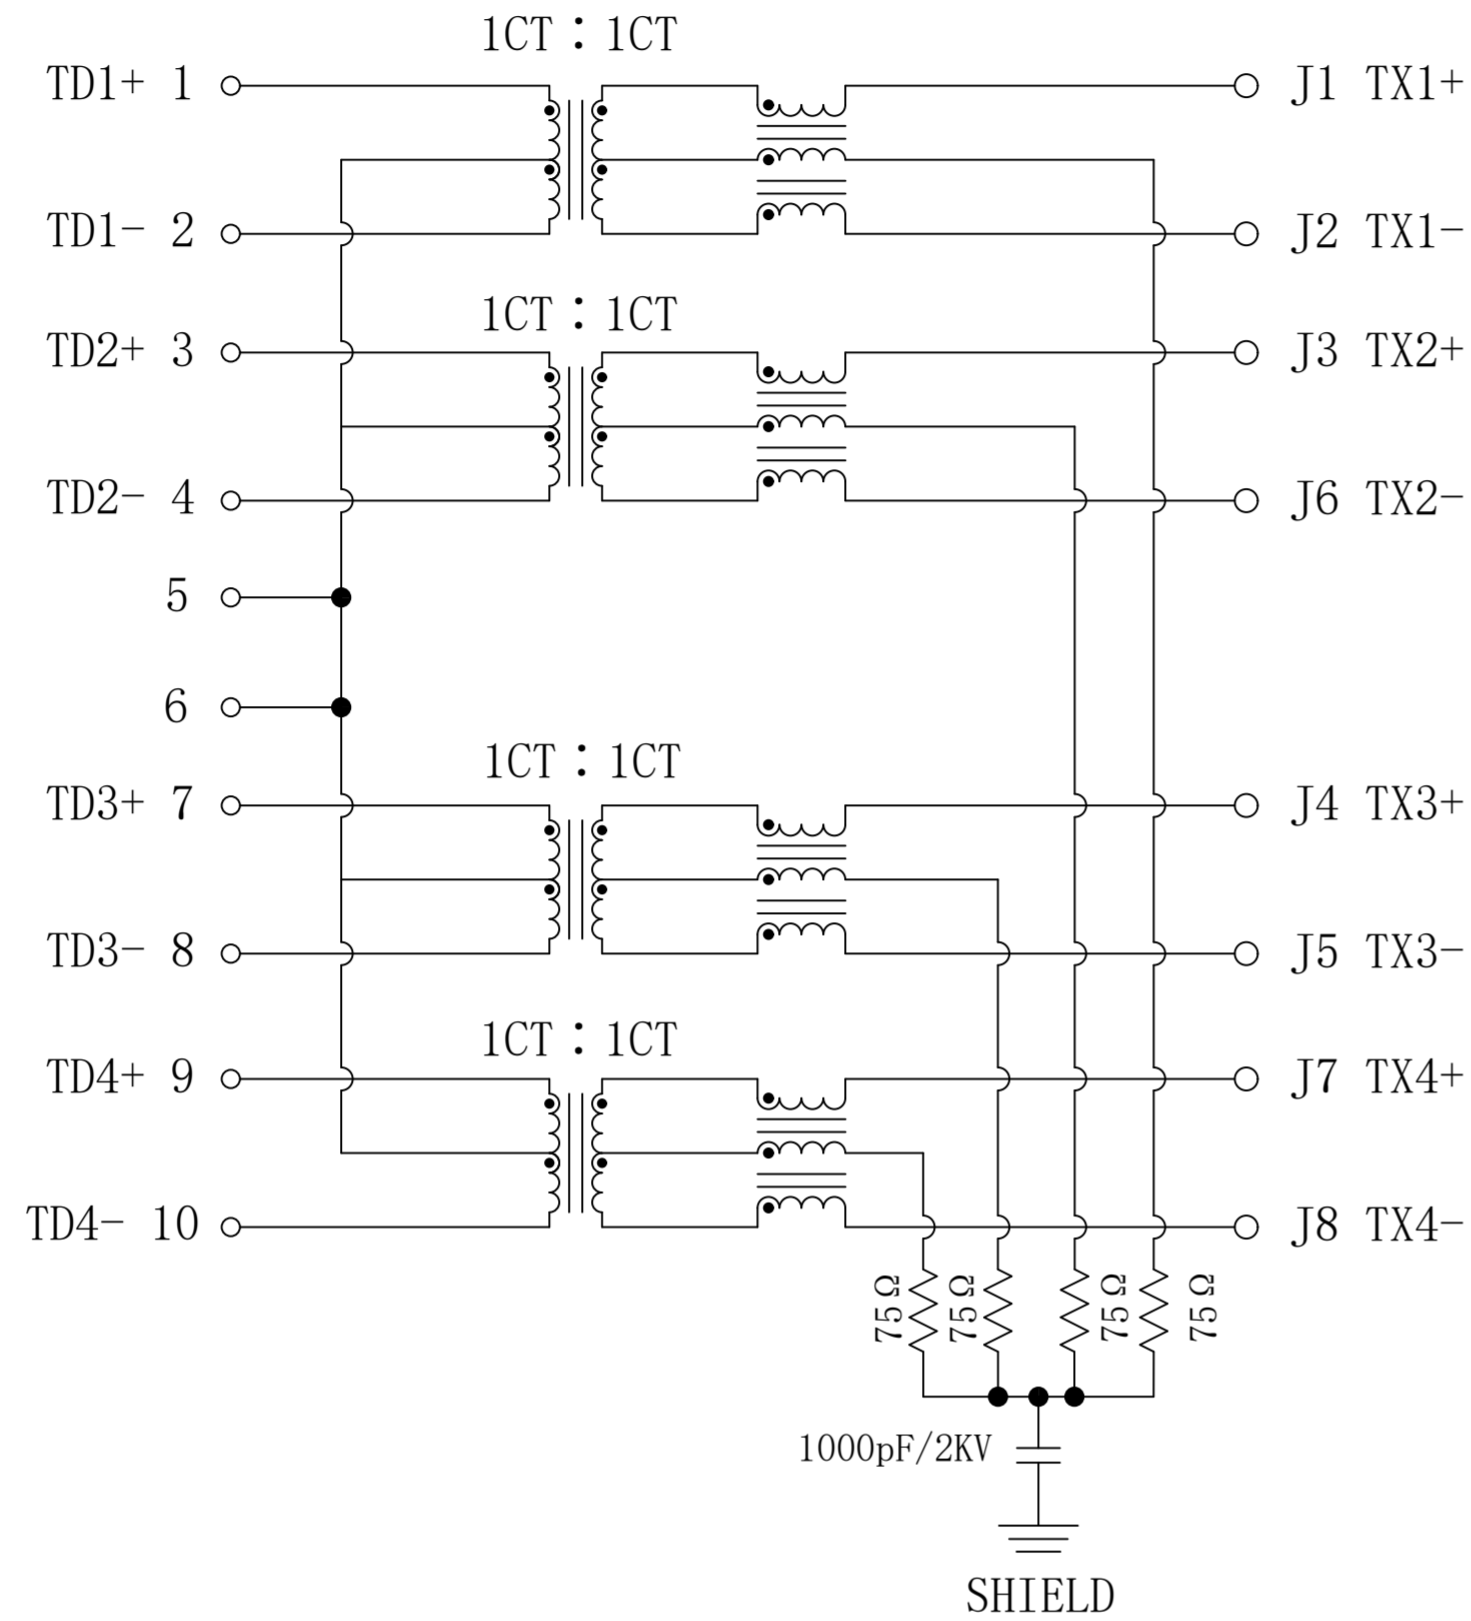 1CT：1CT
TD1+ 1 J1 TX1+
TD1- 2 J2 TX1-
1CT：1CT
TD2+ 3 J3 TX2+
TD2- 4 J6 TX2-
5
6
1CT：1CT
TD3+ 7 J4 TX3+
TD3- 8 J5 TX3-
1CT：1CT
TD4+ 9 J7 TX4+
TD4- 10 J8 TX4-
75Ω 75Ω 75Ω 75Ω
1000pF/2KV
SHIELD